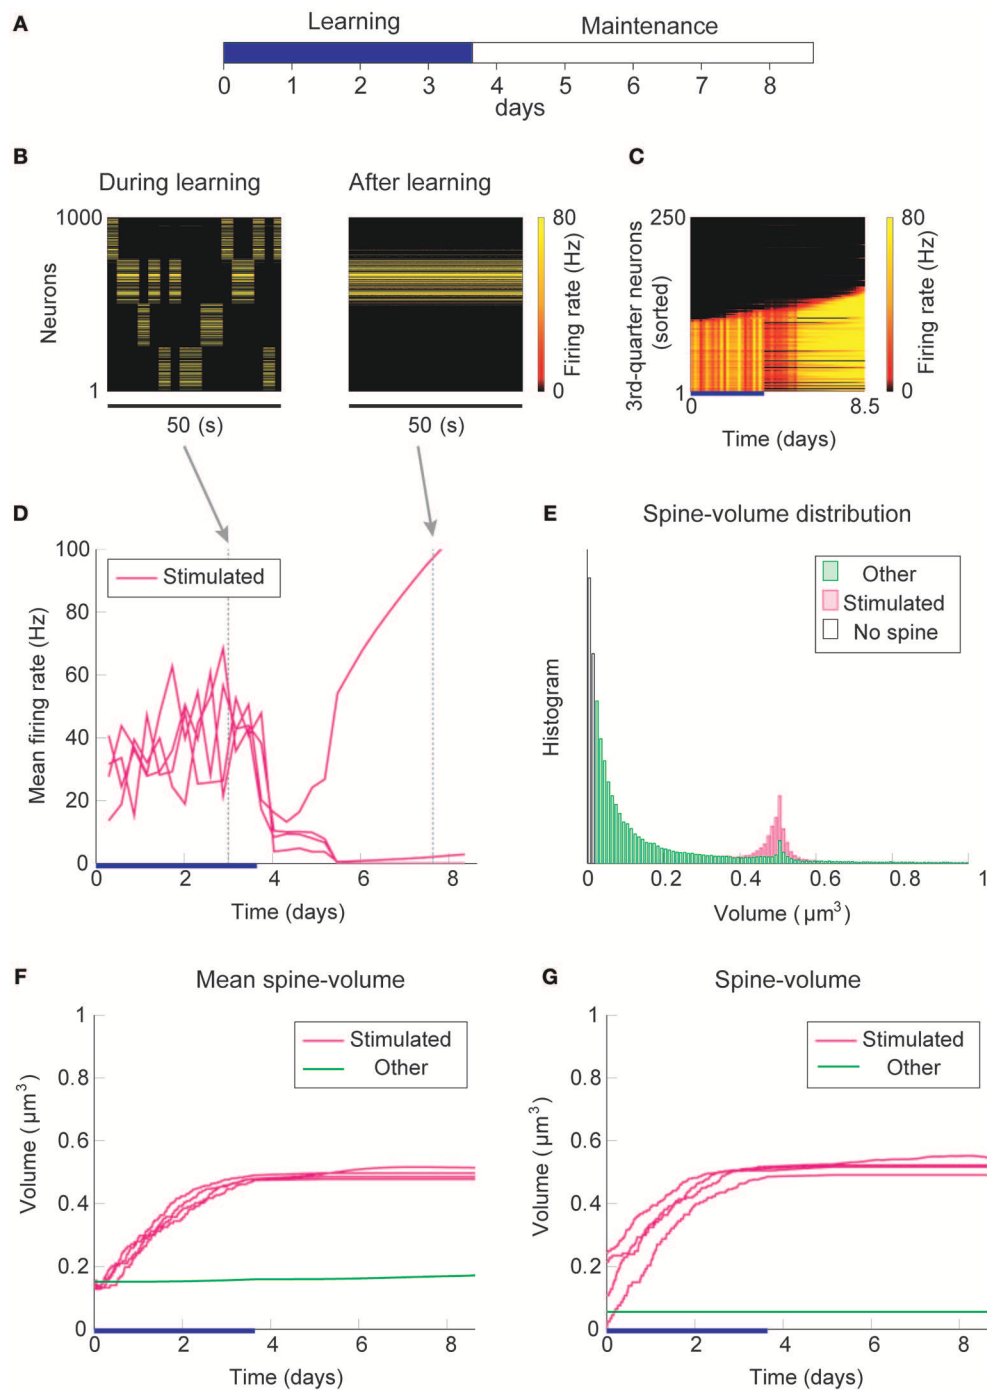 A
Learning
Maintenance
0 1 2 3 4 5 6 7 8
days
B
During learning
After learning
1000
Neurons
1
80
Firing rate (Hz)
0
50 (s)
50 (s)
C
250
3rd-quarter neurons
(sorted)
1
0
8.5
Time (days)
80
Firing rate (Hz)
0
D
100
80
60
40
20
0
Mean firing rate (Hz)
Stimulated
0 2 4 6 8
Time (days)
E
Spine-volume distribution
Other
Stimulated
No spine
Histogram
0 0.2 0.4 0.6 0.8 1
Volume (µm³)
F
Mean spine-volume
1
0.8
0.6
0.4
0.2
0
Volume (µm³)
Stimulated
Other
0 2 4 6 8
Time (days)
G
Spine-volume
1
0.8
0.6
0.4
0.2
0
Volume (µm³)
Stimulated
Other
0 2 4 6 8
Time (days)